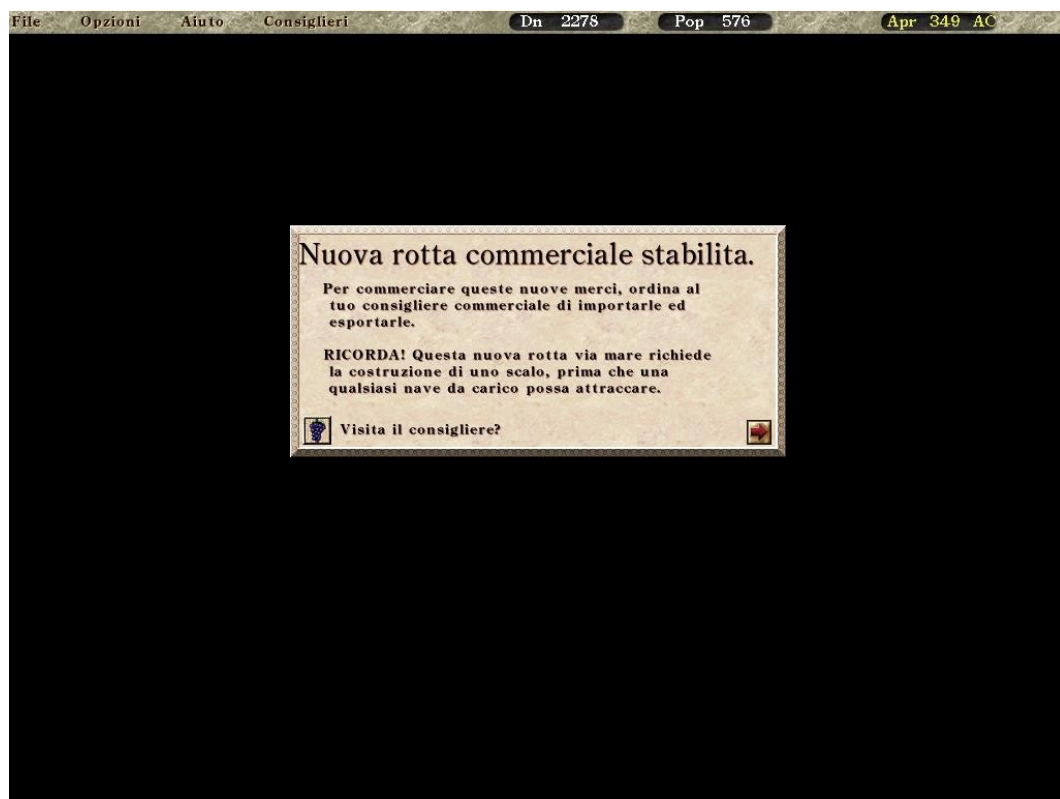 File Opzioni Aiuto Consiglieri Dn 2278 Pop 576 Apr 349 AC
Nuova rotta commerciale stabilita.
Per commerciare queste nuove merci, ordina al
tuo consigliere commerciale di importarle ed
esportarle.
RICORDA! Questa nuova rotta via mare richiede
la costruzione di uno scalo, prima che una
qualsiasi nave da carico possa attraccare.
Visita il consigliere?